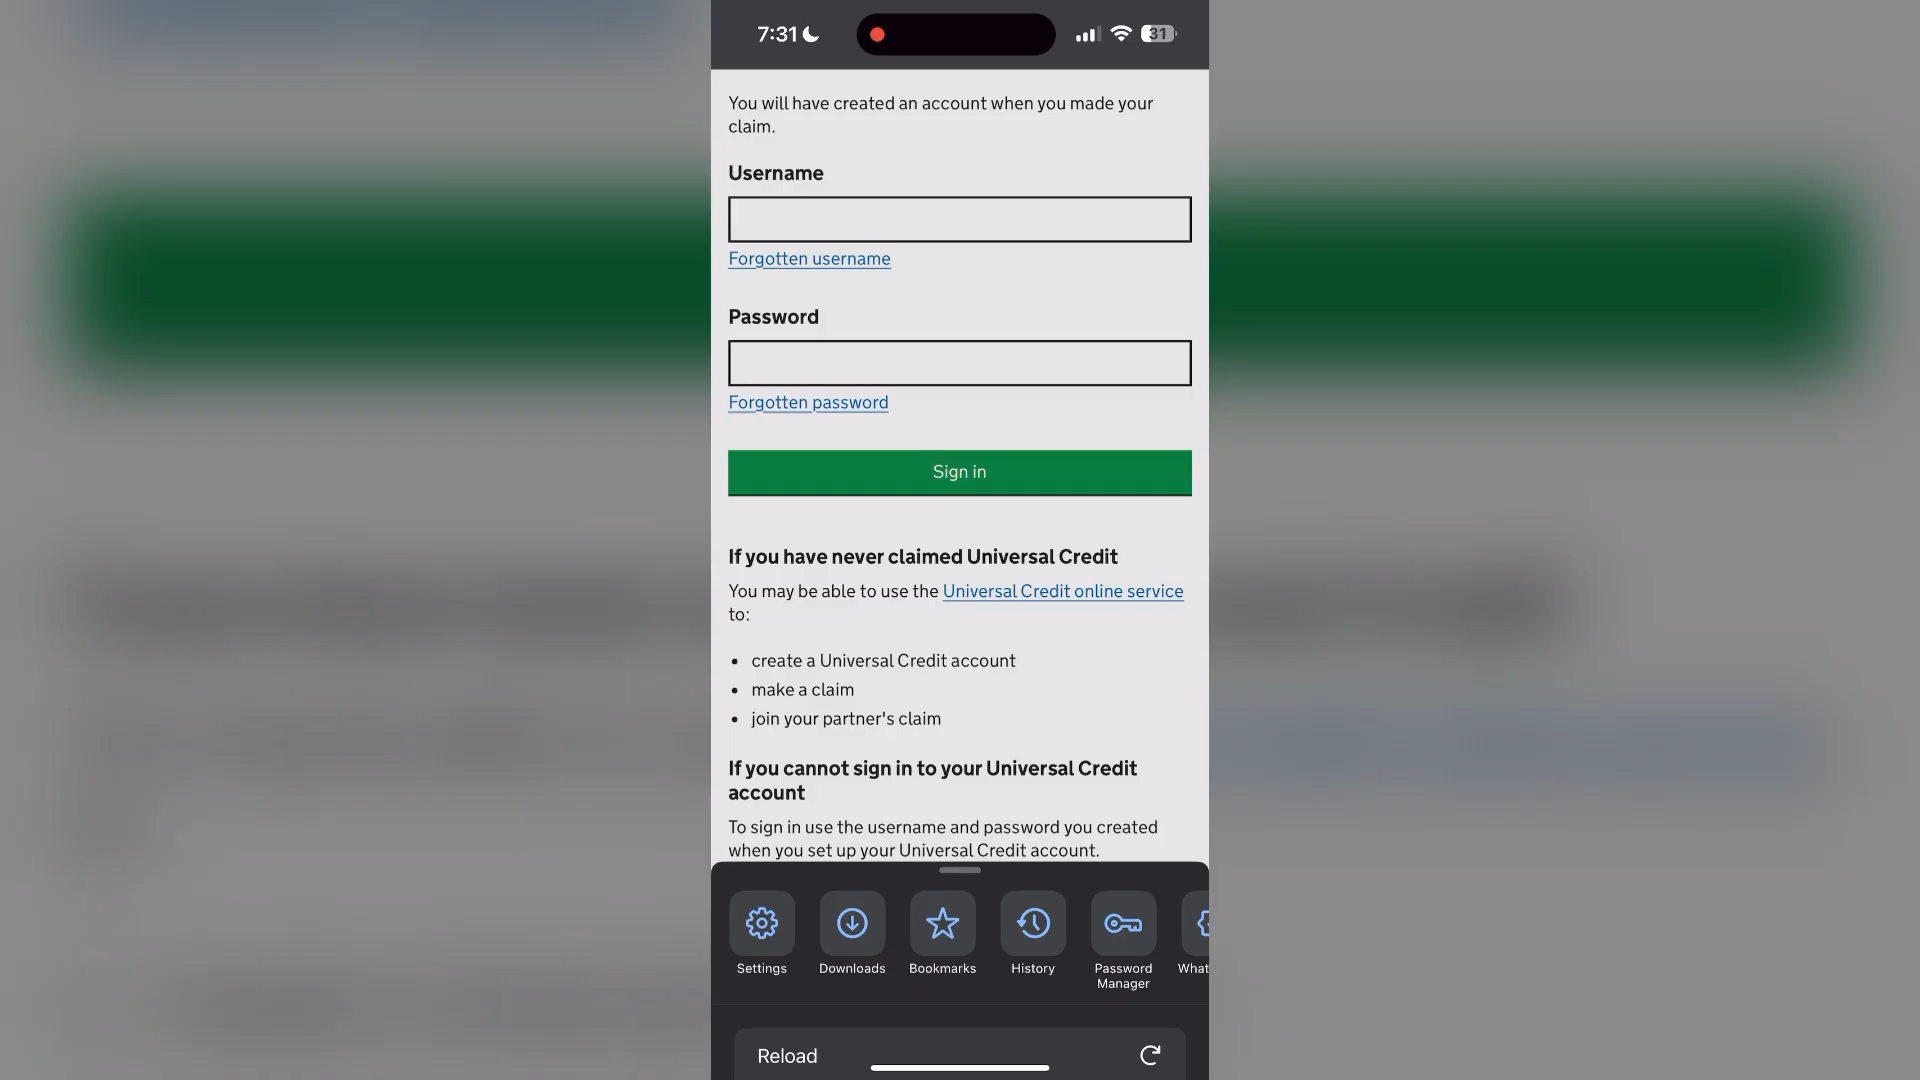 7:31
31
You will have created an account when you made your
claim.
Username
Forgotten username
Password
Forgotten password
Sign in
If you have never claimed Universal Credit
You may be able to use the Universal Credit online service
to:
• create a Universal Credit account
• make a claim
• join your partner's claim
If you cannot sign in to your Universal Credit
account
To sign in use the username and password you created
when you set up your Universal Credit account.
Settings
Downloads
Bookmarks
History
Password
Manager
What
Reload